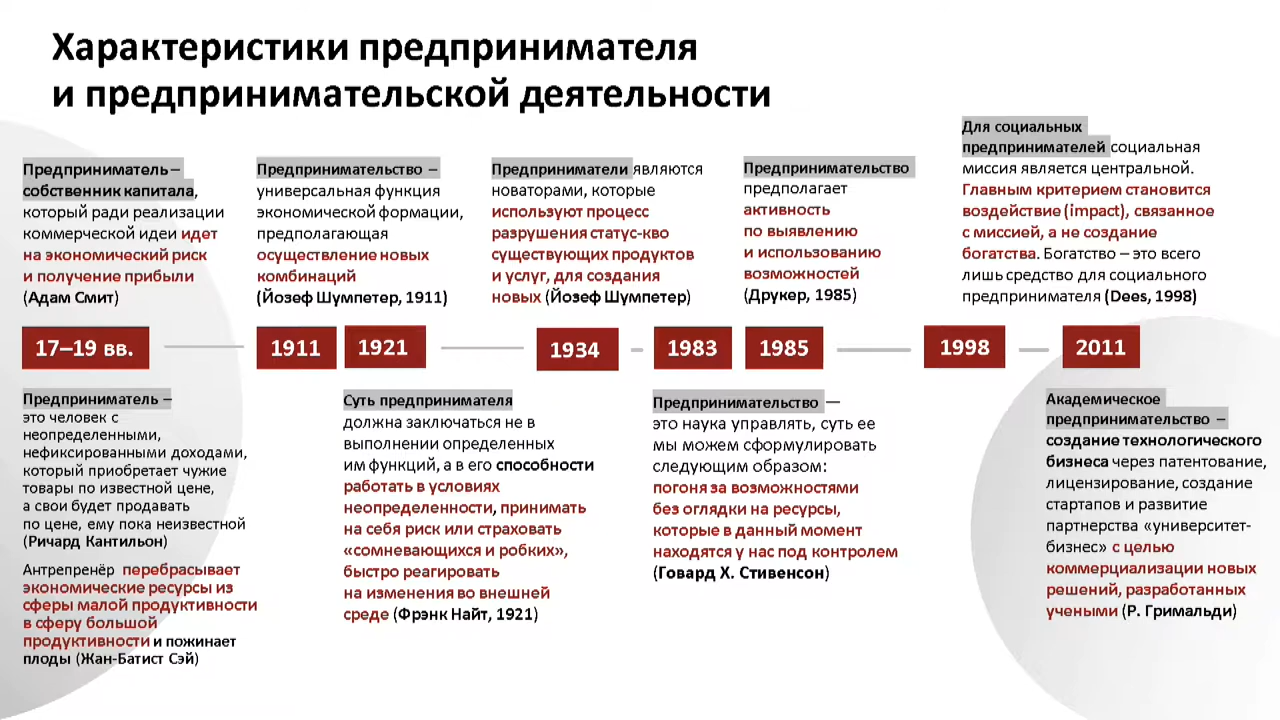 Характеристики предпринимателя
и предпринимательской деятельности
Предприниматель –
собственник капитала,
который ради реализации
коммерческой идеи идет
на экономический риск
и получение прибыли
(Адам Смит)
Предпринимательство –
универсальная функция
экономической формации,
предполагающая
осуществление новых
комбинаций
(Йозеф Шумпетер, 1911)
Предприниматели являются
новаторами, которые
используют процесс
разрушения статус-кво
существующих продуктов
и услуг, для создания
новых (Йозеф Шумпетер)
Предпринимательство
предполагает
активность
по выявлению
и использованию
возможностей
(Друкер, 1985)
Для социальных
предпринимателей социальная
миссия является центральной.
Главным критерием становится
воздействие (impact), связанное
с миссией, а не создание
богатства. Богатство – это всего
лишь средство для социального
предпринимателя (Dees, 1998)
17–19 вв.
1911
1921
1934
1983
1985
1998
2011
Предприниматель –
это человек с
неопределенными,
нефиксированными доходами,
который приобретает чужие
товары по известной цене,
а свои будет продавать
по цене, ему пока неизвестной
(Ричард Кантильон)
Антрепренёр перебрасывает
экономические ресурсы из
сферы малой продуктивности
в сферу большой
продуктивности и пожинает
плоды (Жан-Батист Сэй)
Суть предпринимателя
должна заключаться не в
выполнении определенных
им функций, а в его способности
работать в условиях
неопределенности, принимать
на себя риск или страховать
«сомневающихся и робких»,
быстро реагировать
на изменения во внешней
среде (Фрэнк Найт, 1921)
Предпринимательство —
это наука управлять, суть ее
мы можем сформулировать
следующим образом:
погоня за возможностями
без оглядки на ресурсы,
которые в данный момент
находятся у нас под контролем
(Говард Х. Стивенсон)
Академическое
предпринимательство –
создание технологического
бизнеса через патентование,
лицензирование, создание
стартапов и развитие
партнерства «университет-
бизнес» с целью
коммерциализации новых
решений, разработанных
учеными (Р. Гримальди)